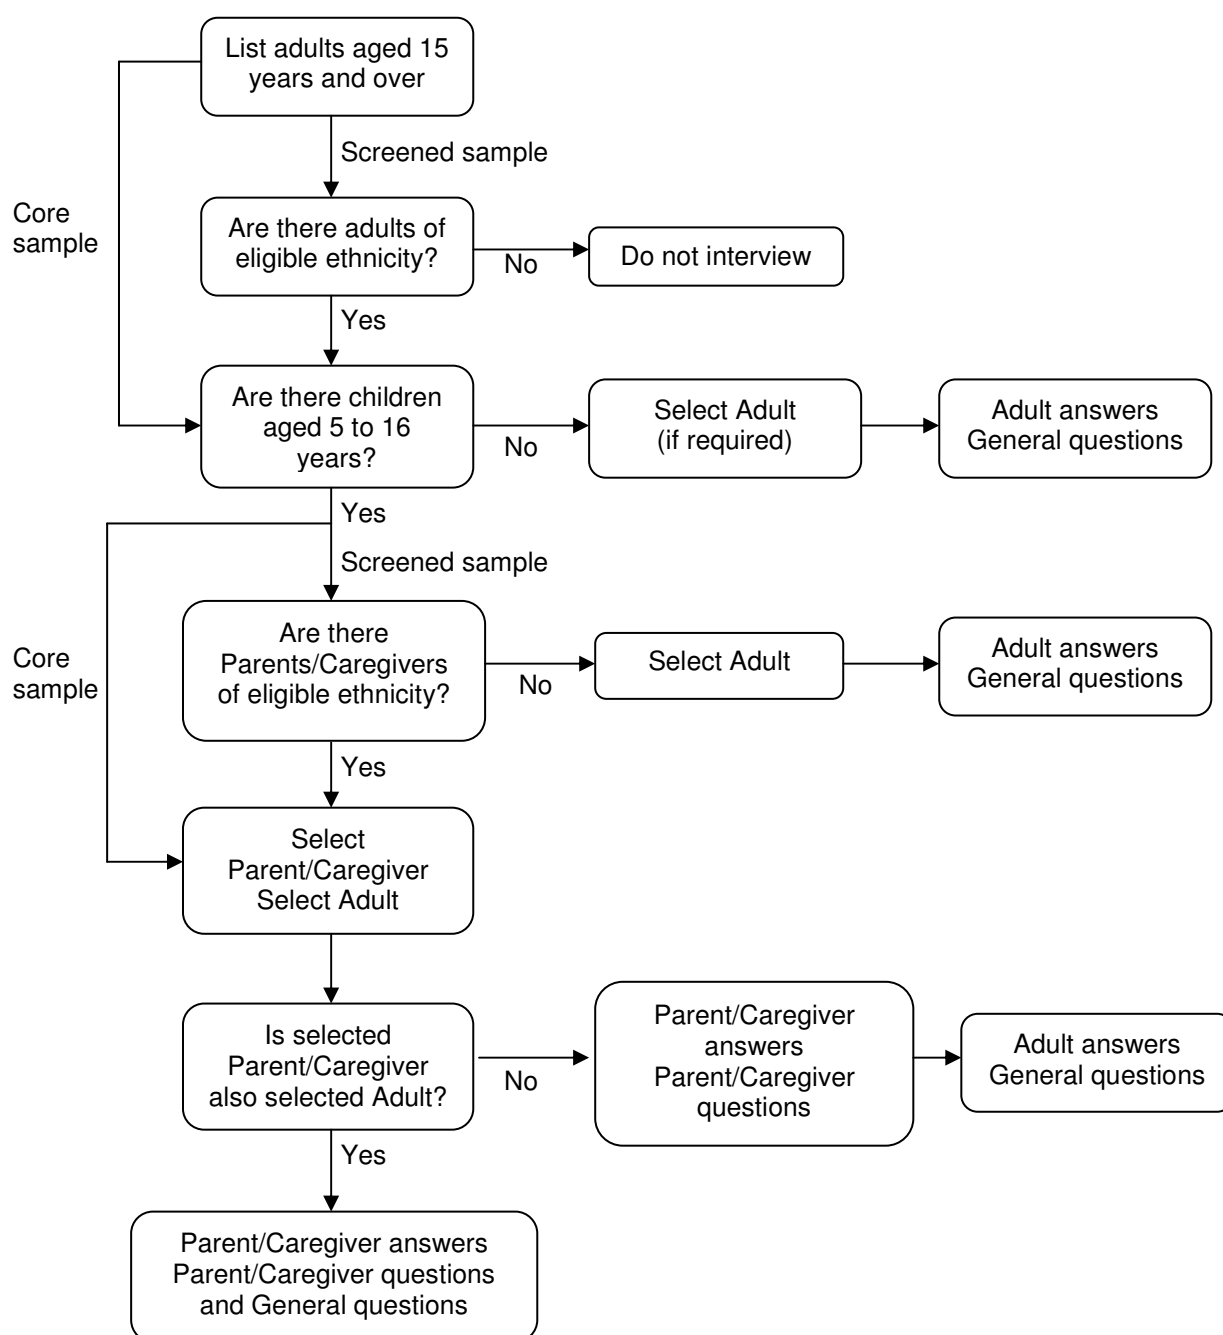 List adults aged 15
years and over
Screened sample
Core
sample
Are there adults of
eligible ethnicity?
No
Do not interview
Yes
Are there children
aged 5 to 16
years?
No
Select Adult
(if required)
Adult answers
General questions
Yes
Screened sample
Core
sample
Are there
Parents/Caregivers
of eligible ethnicity?
No
Select Adult
Adult answers
General questions
Yes
Select
Parent/Caregiver
Select Adult
Is selected
Parent/Caregiver
also selected Adult?
No
Parent/Caregiver
answers
Parent/Caregiver
questions
Adult answers
General questions
Yes
Parent/Caregiver answers
Parent/Caregiver questions
and General questions